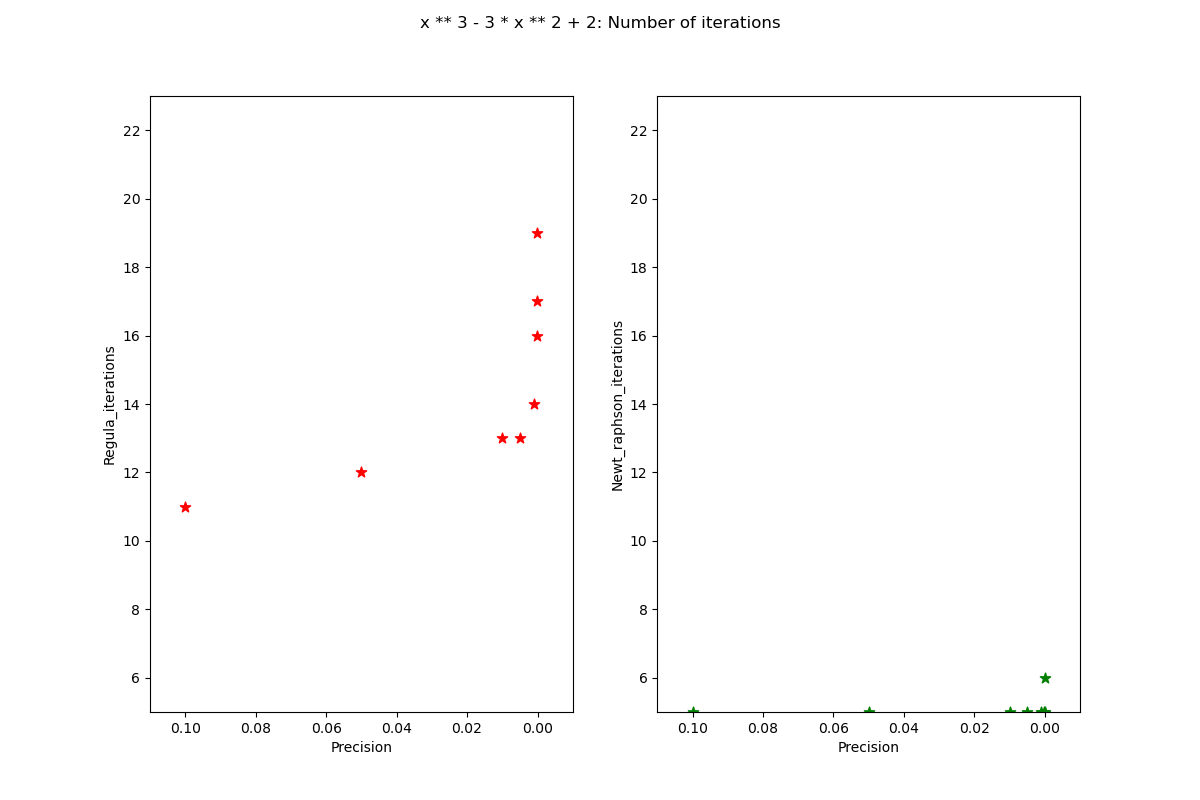 x ** 3 - 3 * x ** 2 + 2: Number of iterations
22
20
18
16
14
12
10
8
6
Regula_iterations
0.10 0.08 0.06 0.04 0.02 0.00
Precision
22
20
18
16
14
12
10
8
6
Newt_raphson_iterations
0.10 0.08 0.06 0.04 0.02 0.00
Precision